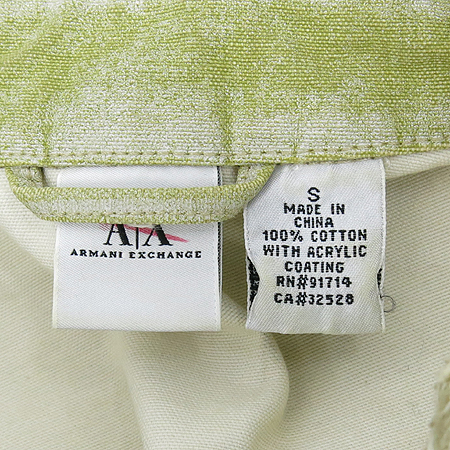 A|X
ARMANI EXCHANGE
S
MADE IN
CHINA
100% COTTON
WITH ACRYLIC
COATING
RN#91714
CA#32528